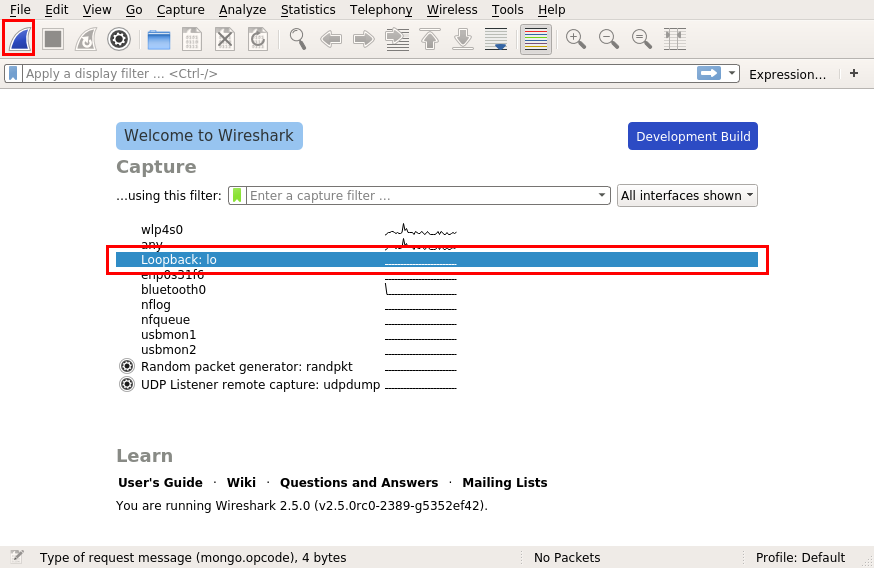 File Edit View Go Capture Analyze Statistics Telephony Wireless Tools Help
Apply a display filter … <Ctrl-/> Expression… +
Welcome to Wireshark Development Build
Capture
…using this filter: Enter a capture filter … All interfaces shown
wlp4s0
any
Loopback: lo
enp0s31f6
bluetooth0
nflog
nfqueue
usbmon1
usbmon2
Random packet generator: randpkt
UDP Listener remote capture: udpdump
Learn
User's Guide · Wiki · Questions and Answers · Mailing Lists
You are running Wireshark 2.5.0 (v2.5.0rc0-2389-g5352ef42).
Type of request message (mongo.opcode), 4 bytes No Packets Profile: Default